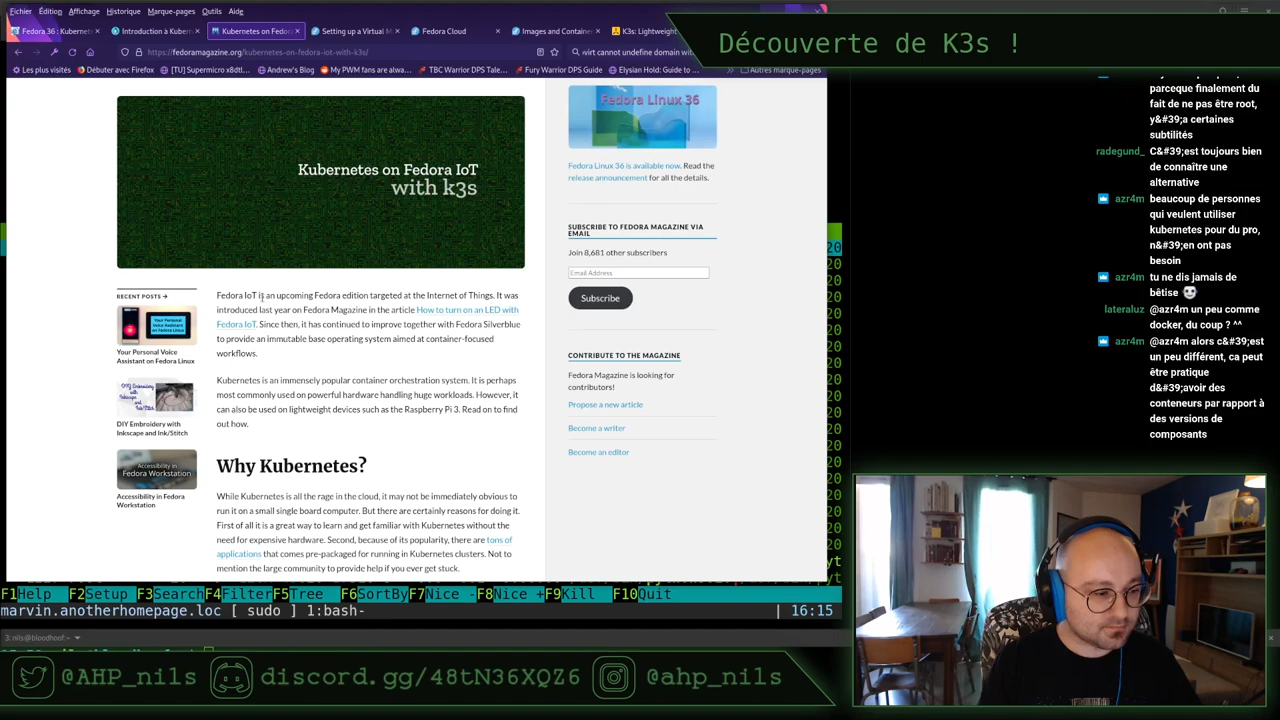 Fichier Édition Affichage Historique Marque-pages Outils Aide
Fedora 36 : Kubernet
Introduction à Kubern
Kubernetes on Fedora
Setting up a Virtual M
Fedora Cloud
Images and Container
K3s: Lightweight
https://fedoramagazine.org/kubernetes-on-fedora-iot-with-k3s/
virt cannot undefine domain with
Les plus visités
Débuter avec Firefox
[TU] Supermicro x8dtl...
Andrew's Blog
My PWM fans are alwa...
TBC Warrior DPS Tale...
Fury Warrior DPS Guide
Elysian Hold: Guide to ...
Autres marque-pages
Découverte de K3s !
Kubernetes on Fedora IoT
with k3s
RECENT POSTS →
Your Personal Voice
Assistant on Fedora Linux
DIY Embroidery with
Inkscape and Ink/Stitch
Accessibility in
Fedora Workstation
Accessibility in Fedora
Workstation
Fedora IoT is an upcoming Fedora edition targeted at the Internet of Things. It was
introduced last year on Fedora Magazine in the article How to turn on an LED with
Fedora IoT. Since then, it has continued to improve together with Fedora Silverblue
to provide an immutable base operating system aimed at container-focused
workflows.
Kubernetes is an immensely popular container orchestration system. It is perhaps
most commonly used on powerful hardware handling huge workloads. However, it
can also be used on lightweight devices such as the Raspberry Pi 3. Read on to find
out how.
Why Kubernetes?
While Kubernetes is all the rage in the cloud, it may not be immediately obvious to
run it on a small single board computer. But there are certainly reasons for doing it.
First of all it is a great way to learn and get familiar with Kubernetes without the
need for expensive hardware. Second, because of its popularity, there are tons of
applications that comes pre-packaged for running in Kubernetes clusters. Not to
mention the large community to provide help if you ever get stuck.
Fedora Linux 36
Fedora Linux 36 is available now. Read the
release announcement for all the details.
SUBSCRIBE TO FEDORA MAGAZINE VIA
EMAIL
Join 8,681 other subscribers
Email Address
Subscribe
CONTRIBUTE TO THE MAGAZINE
Fedora Magazine is looking for
contributors!
Propose a new article
Become a writer
Become an editor
parceque finalement du
fait de ne pas être root,
y&#39;a certaines
subtilités
radegund_ C&#39;est toujours bien
de connaître une
alternative
azr4m beaucoup de personnes
qui veulent utiliser
kubernetes pour du pro,
n&#39;en ont pas
besoin
azr4m tu ne dis jamais de
bêtise
lateraluz @azr4m un peu comme
docker, du coup ? ^^
azr4m @azr4m alors c&#39;est
un peu différent, ca peut
être pratique
d&#39;avoir des
conteneurs par rapport à
des versions de
composants
F1Help F2Setup F3Search F4Filter F5Tree F6SortBy F7Nice - F8Nice + F9Kill F10Quit
marvin.anotherhomepage.loc [ sudo ] 1:bash- | 16:15
3: nils@bloodhoof:~
@AHP_nils
discord.gg/48tN36XQZ6
@ahp_nils